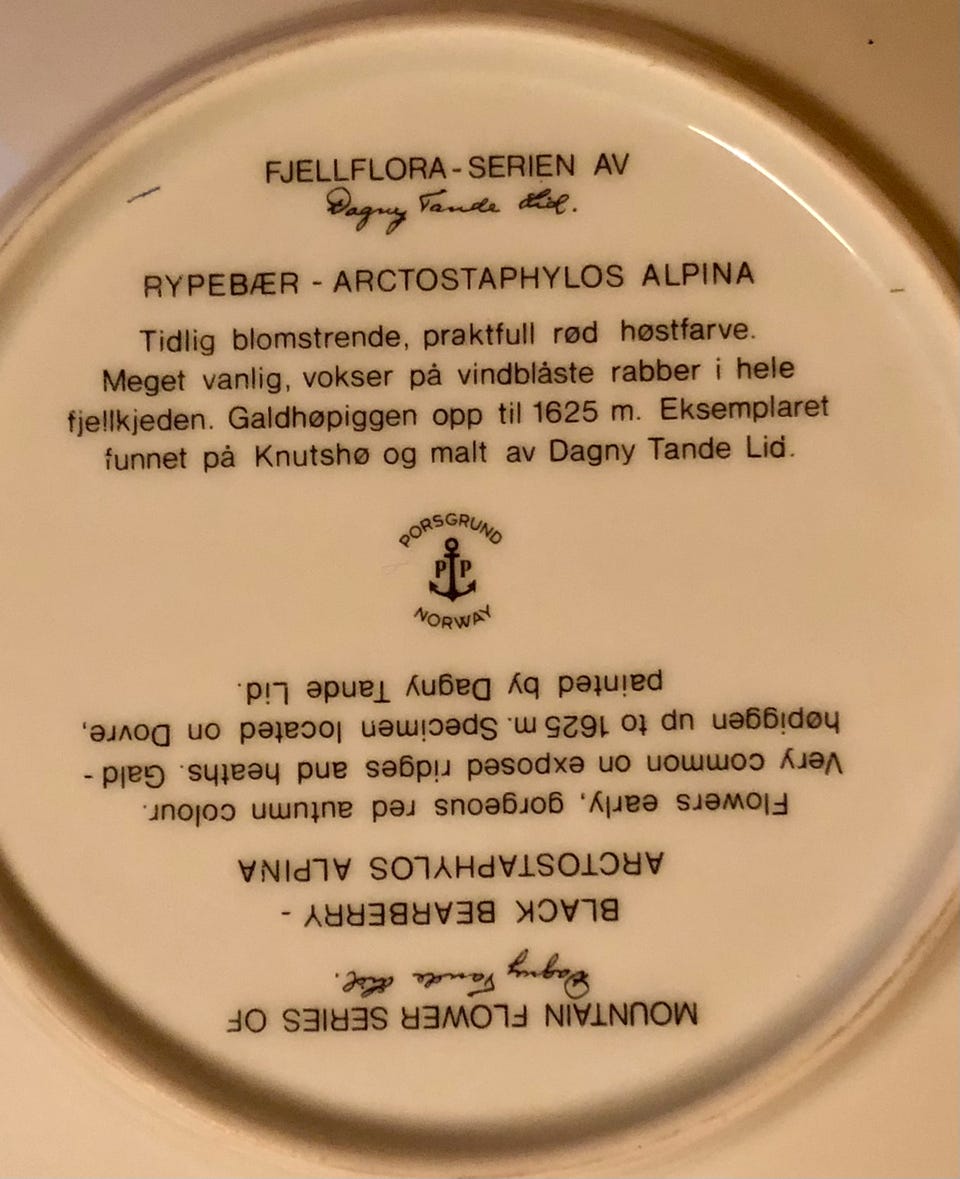 FJELLFLORA-SERIEN AV
Dagny Tande Lid.
RYPEBÆR - ARCTOSTAPHYLOS ALPINA
Tidlig blomstrende, praktfull rød høstfarve.
Meget vanlig, vokser på vindblåste rabber i hele
fjellkjeden. Galdhøpiggen opp til 1625 m. Eksemplaret
funnet på Knutshø og malt av Dagny Tande Lid.
PORSGRUND
PP
NORWAY
MOUNTAIN FLOWER SERIES OF
Dagny Tande Lid.
BLACK BEARBERRY -
ARCTOSTAPHYLOS ALPINA
Flowers early, gorgeous red autumn colour.
Very common on exposed ridges and heaths. Gald-
høpiggen up to 1625 m. Specimen located on Dovre,
painted by Dagny Tande Lid.